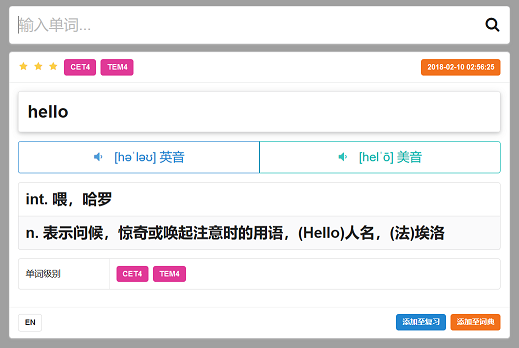 输入单词...
CET4 TEM4 2018-02-10 02:56:25
hello
[hə´ləʊ] 英音 [hel´ō] 美音
int. 喂，哈罗
n. 表示问候，惊奇或唤起注意时的用语，(Hello)人名，(法)埃洛
单词级别 CET4 TEM4
EN 添加至复习 添加至词典